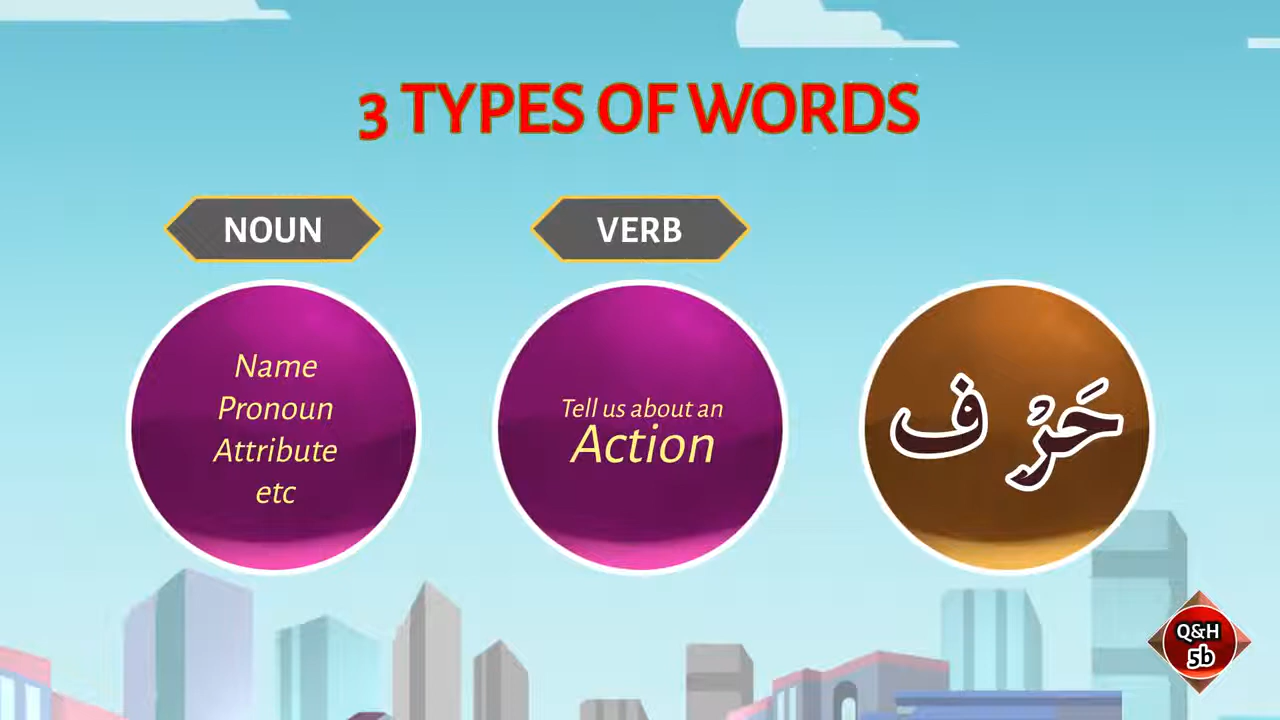 3 TYPES OF WORDS
NOUN
VERB
Name
Pronoun
Attribute
etc
Tell us about an
Action
حَرْف
Q&H
5b